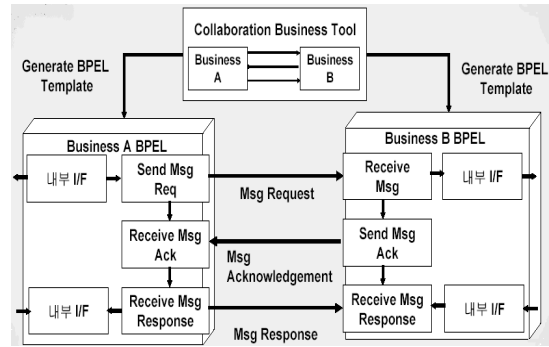 Collaboration Business Tool
Business
A
Business
B
Generate BPEL
Template
Generate BPEL
Template
Business A BPEL
내부 I/F
Send Msg
Req
Receive Msg
Ack
내부 I/F
Receive Msg
Response
Msg Request
Msg
Acknowledgement
Msg Response
Business B BPEL
Receive
Msg
내부 I/F
Send Msg
Ack
Receive Msg
Response
내부 I/F